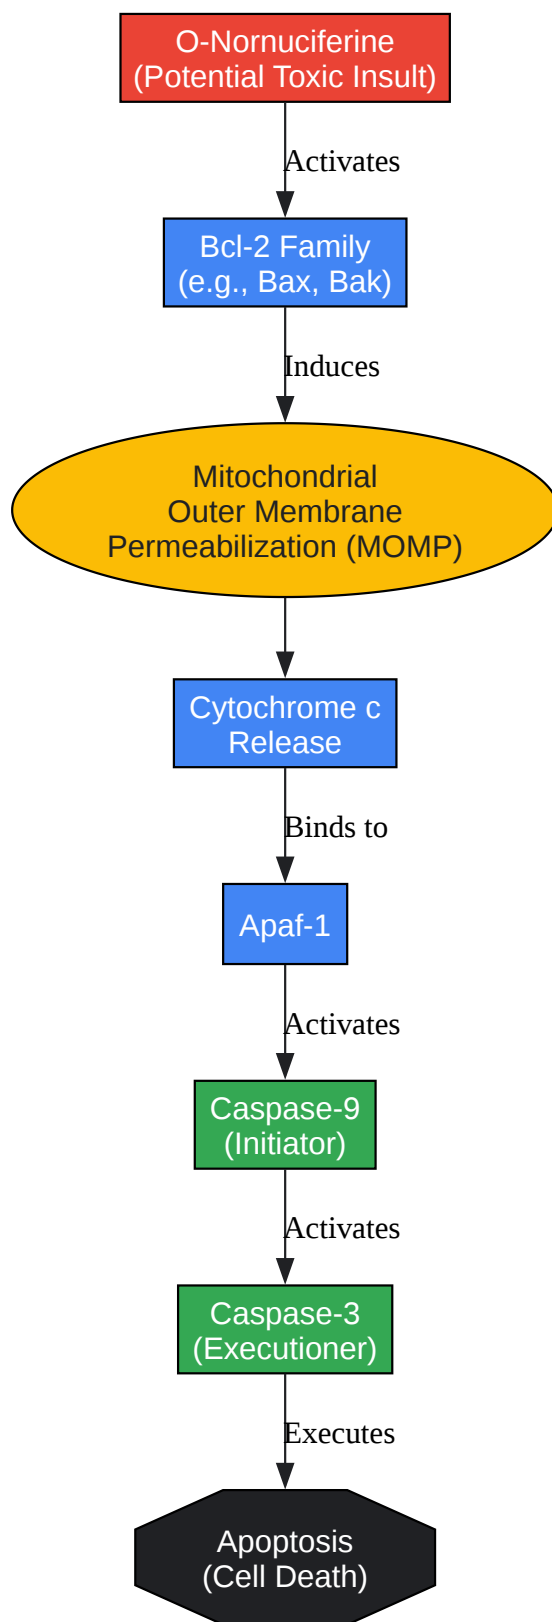 O-Nornuciferine
(Potential Toxic Insult)
Activates
Bcl-2 Family
(e.g., Bax, Bak)
Induces
Mitochondrial
Outer Membrane
Permeabilization (MOMP)
Cytochrome c
Release
Binds to
Apaf-1
Activates
Caspase-9
(Initiator)
Activates
Caspase-3
(Executioner)
Executes
Apoptosis
(Cell Death)